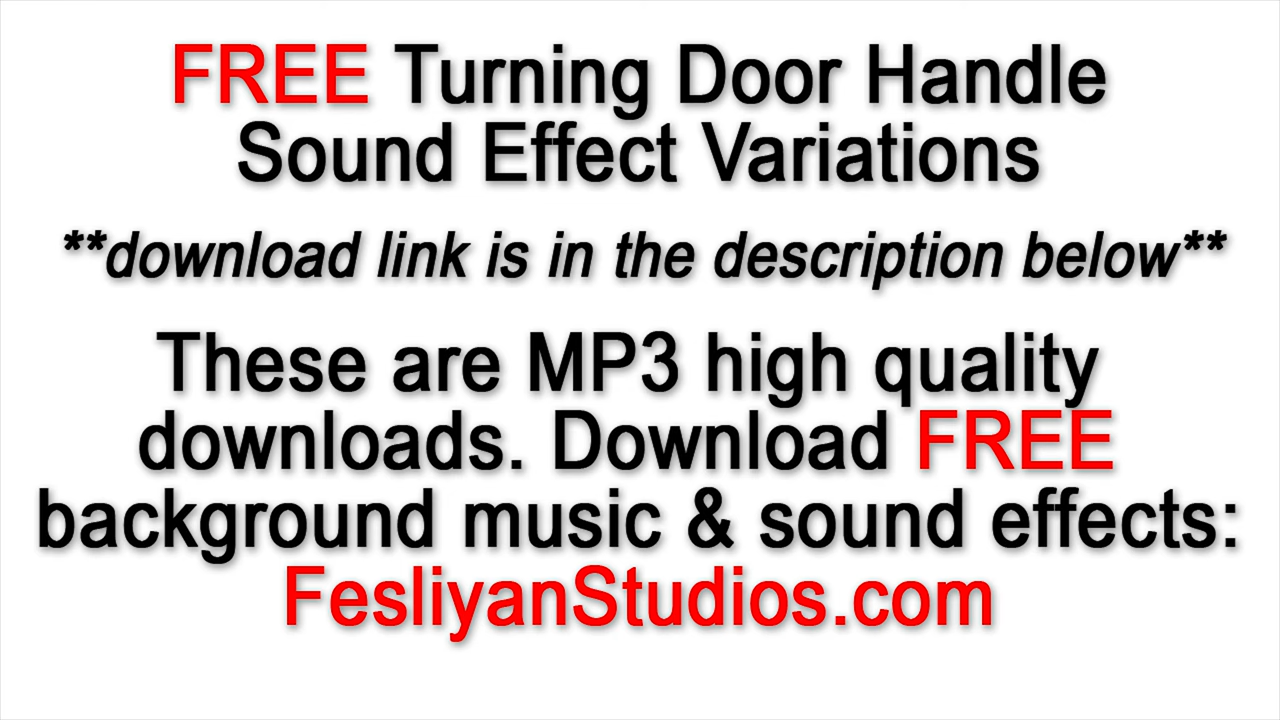 FREE Turning Door Handle
Sound Effect Variations
**download link is in the description below**
These are MP3 high quality
downloads. Download FREE
background music & sound effects:
FesliyanStudios.com